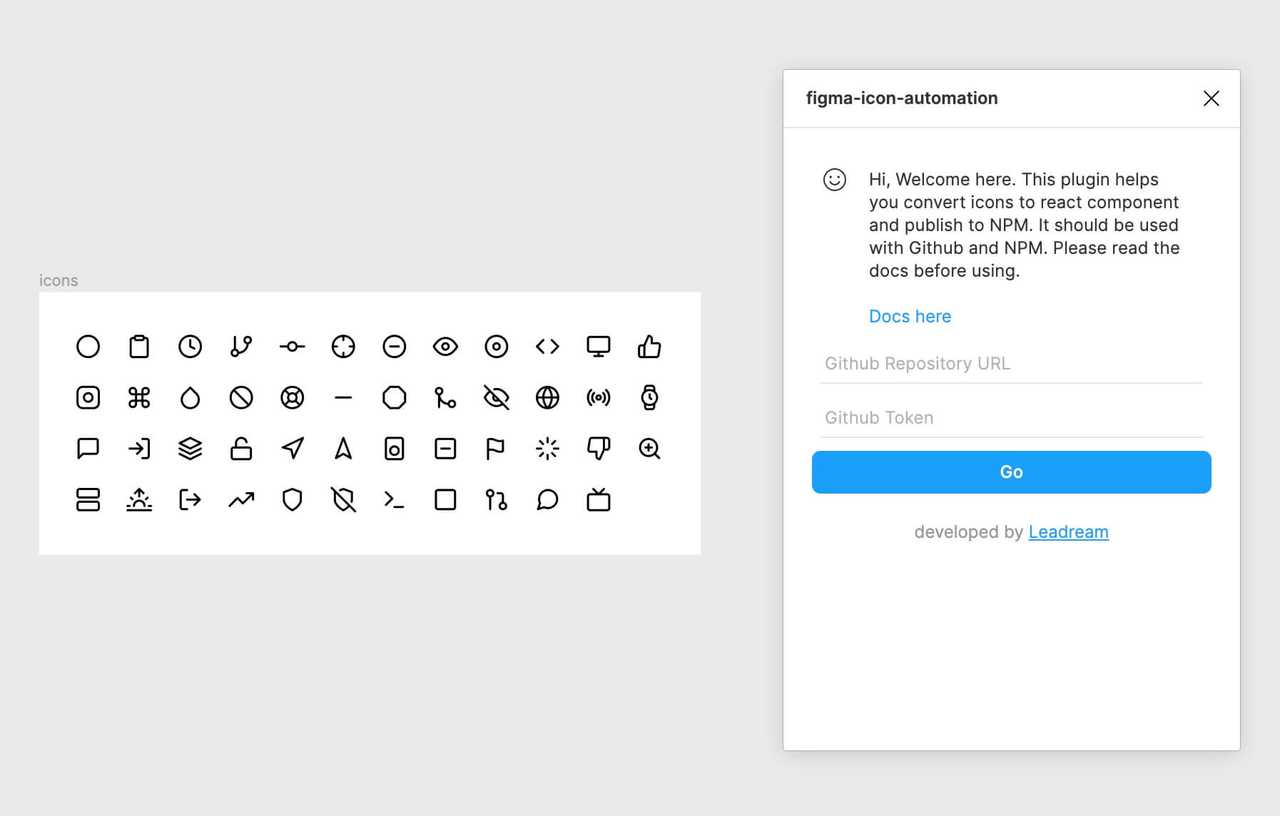 icons
figma-icon-automation
Hi, Welcome here. This plugin helps
you convert icons to react component
and publish to NPM. It should be used
with Github and NPM. Please read the
docs before using.
Docs here
Github Repository URL
Github Token
Go
developed by Leadream